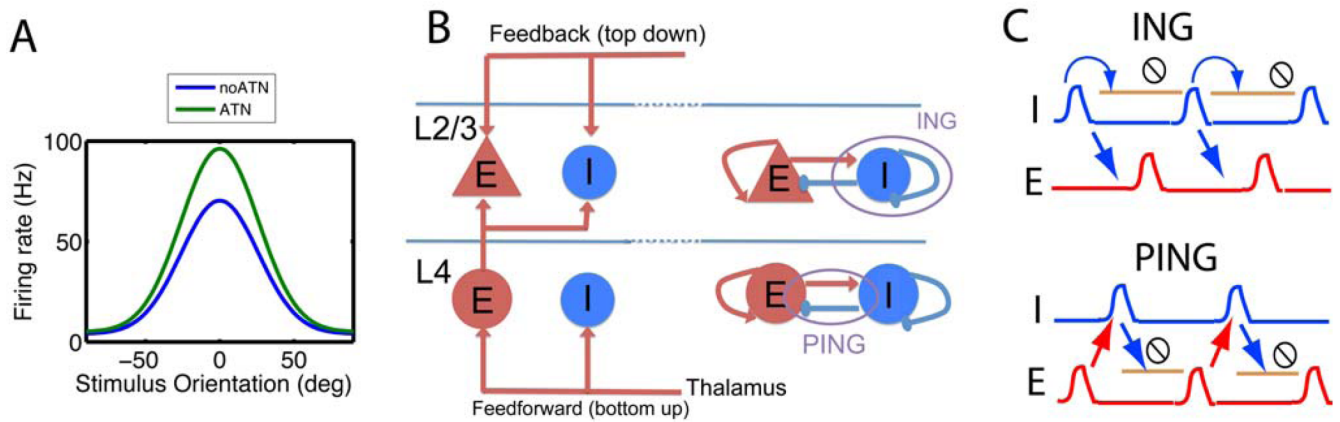 A
noATN
ATN
Firing rate (Hz)
100
50
0
−50
0
50
Stimulus Orientation (deg)
B
Feedback (top down)
L2/3
E
I
ING
E
I
L4
E
I
E
I
PING
Thalamus
Feedforward (bottom up)
C
ING
I
E
PING
I
E